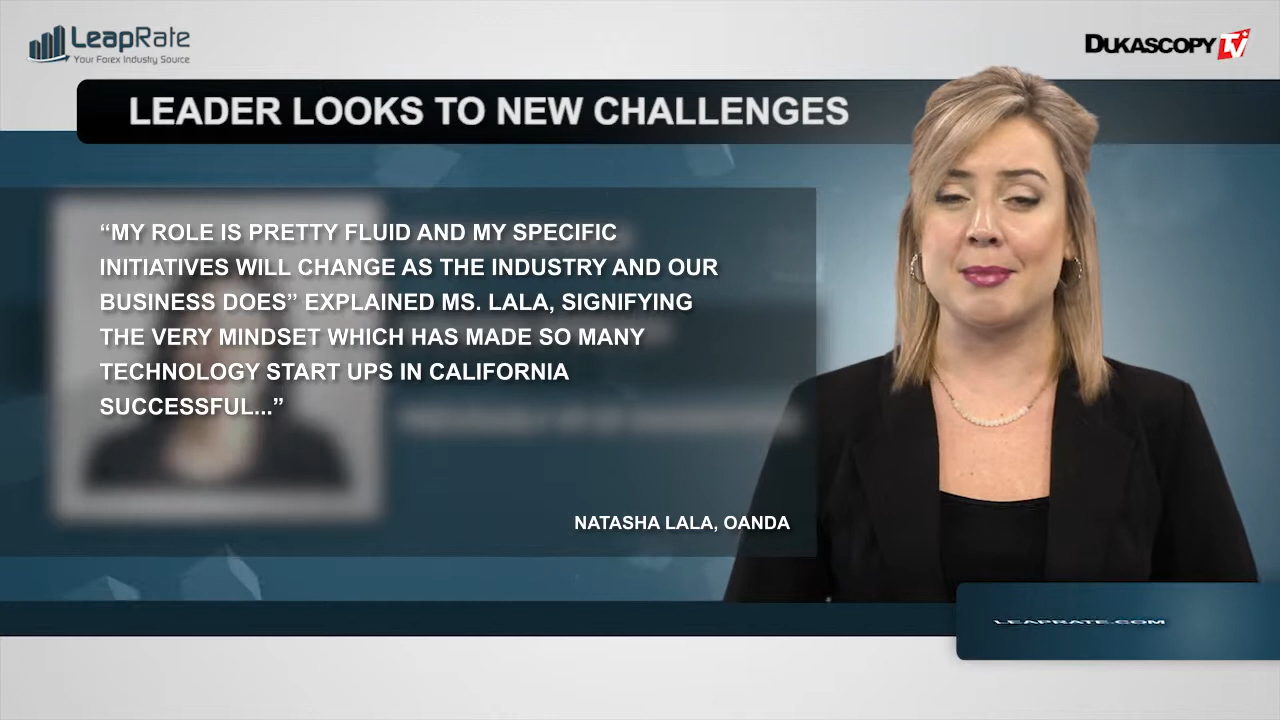 LeapRate
Your Forex Industry Source
DUKASCOPY TV
LEADER LOOKS TO NEW CHALLENGES
“MY ROLE IS PRETTY FLUID AND MY SPECIFIC
INITIATIVES WILL CHANGE AS THE INDUSTRY AND OUR
BUSINESS DOES” EXPLAINED MS. LALA, SIGNIFYING
THE VERY MINDSET WHICH HAS MADE SO MANY
TECHNOLOGY START UPS IN CALIFORNIA
SUCCESSFUL...”
NATASHA LALA, OANDA
LEAPRATE.COM